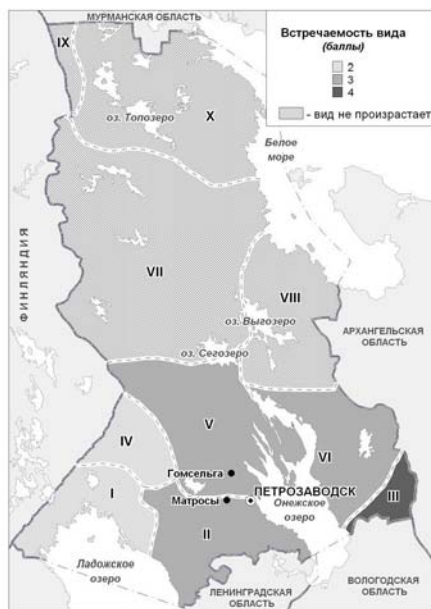 МУРМАНСКАЯ ОБЛАСТЬ
Встречаемость вида
(баллы)
2
3
4
- вид не произрастает
IX
X
оз. Топозеро
Белое
море
ФИНЛЯНДИЯ
VII
VIII
оз. Выгозеро
АРХАНГЕЛЬСКАЯ
ОБЛАСТЬ
оз. Сегозеро
IV
V
VI
Гомсельга
I
Матросы
ПЕТРОЗАВОДСК
Онежское
озеро
III
II
Ладожское
озеро
ЛЕНИНГРАДСКАЯ
ОБЛАСТЬ
ВОЛОГОДСКАЯ
ОБЛАСТЬ